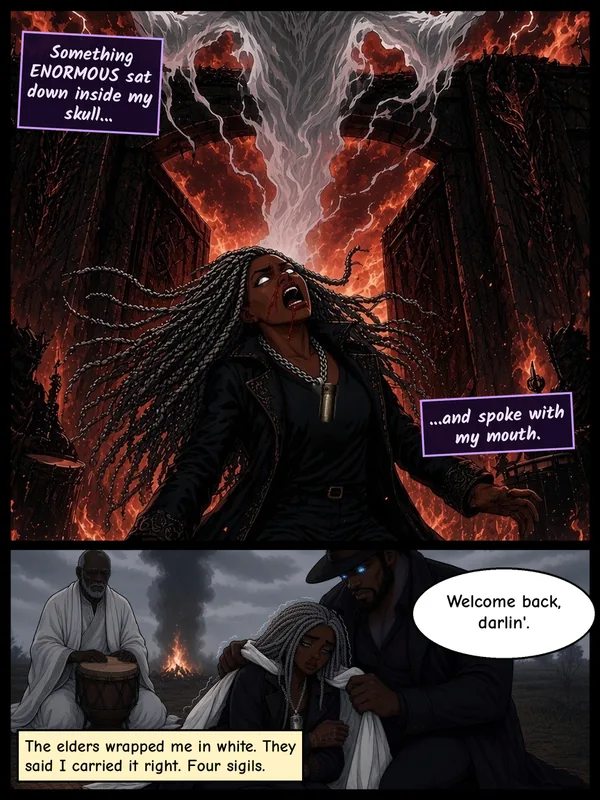 Something
ENORMOUS sat
down inside my
skull...
...and spoke with
my mouth.
Welcome back,
darlin'.
The elders wrapped me in white. They
said I carried it right. Four sigils.